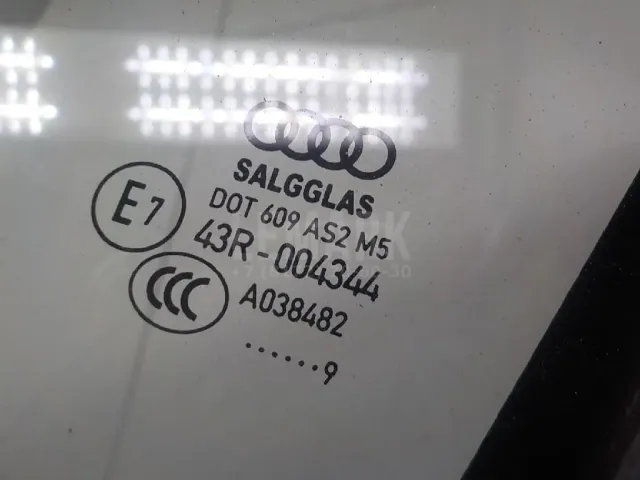 SALGGLAS
E7
DOT 609 AS2 M5
43R-004344
CCC
A038482
......9